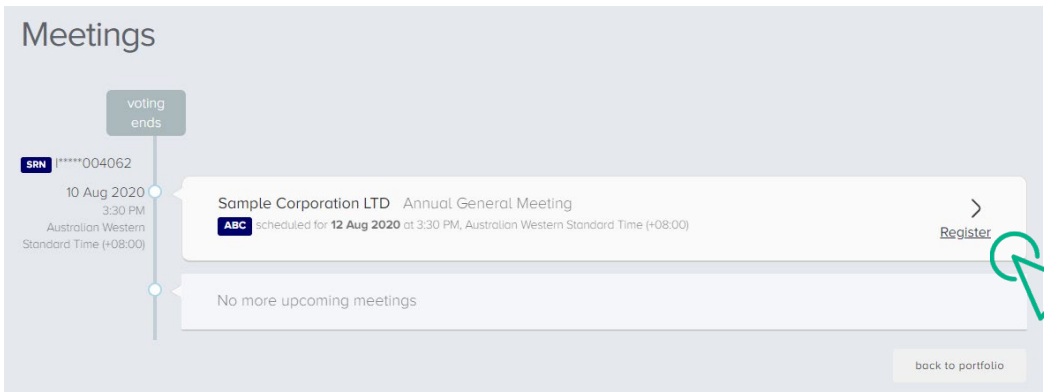 Meetings
voting
ends
SRN I*****004062
10 Aug 2020
3:30 PM
Australian Western
Standard Time (+08:00)
Sample Corporation LTD Annual General Meeting
ABC scheduled for 12 Aug 2020 at 3:30 PM, Australian Western Standard Time (+08:00)
Register
No more upcoming meetings
back to portfolio